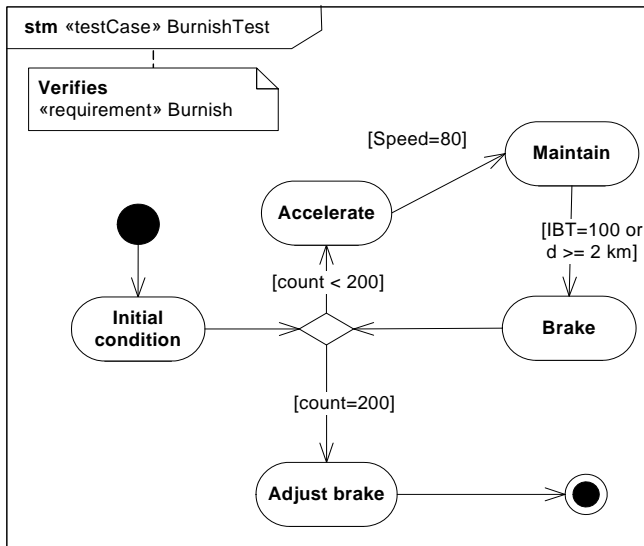 stm «testCase» BurnishTest
Verifies
«requirement» Burnish
[Speed=80]
Maintain
Accelerate
[IBT=100 or
d >= 2 km]
[count < 200]
Initial
condition
Brake
[count=200]
Adjust brake